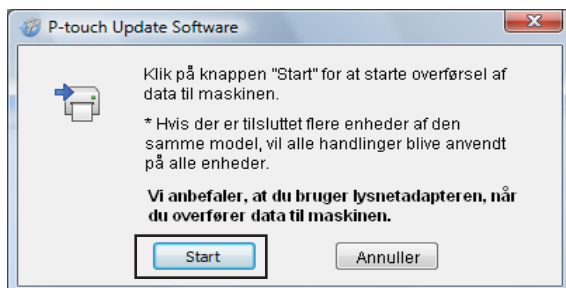 P-touch Update Software
Klik på knappen "Start" for at starte overførsel af
data til maskinen.
* Hvis der er tilsluttet flere enheder af den
samme model, vil alle handlinger blive anvendt
på alle enheder.
Vi anbefaler, at du bruger lysnetadapteren, når
du overfører data til maskinen.
Start
Annuller